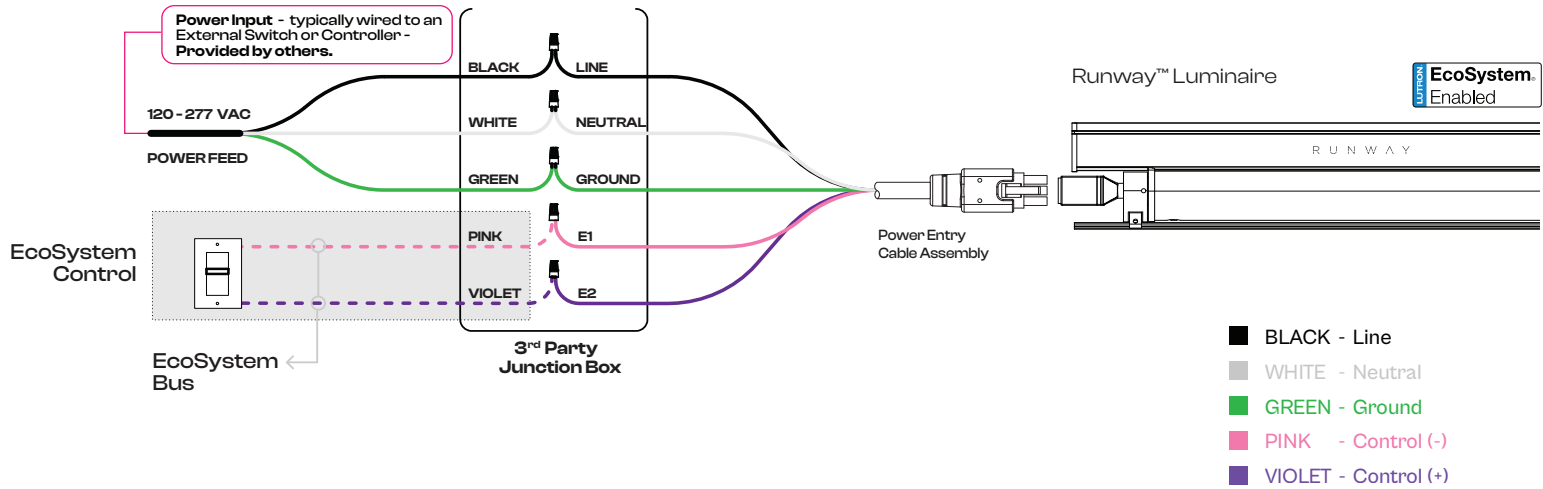 Power Input - typically wired to an
External Switch or Controller -
Provided by others.
120 - 277 VAC
POWER FEED
BLACK
LINE
WHITE
NEUTRAL
GREEN
GROUND
PINK
E1
VIOLET
E2
EcoSystem
Control
EcoSystem
Bus
3rd Party
Junction Box
Power Entry
Cable Assembly
Runway™ Luminaire
LUTRON
EcoSystem®
Enabled
RUNWAY
BLACK - Line
WHITE - Neutral
GREEN - Ground
PINK - Control (-)
VIOLET - Control (+)